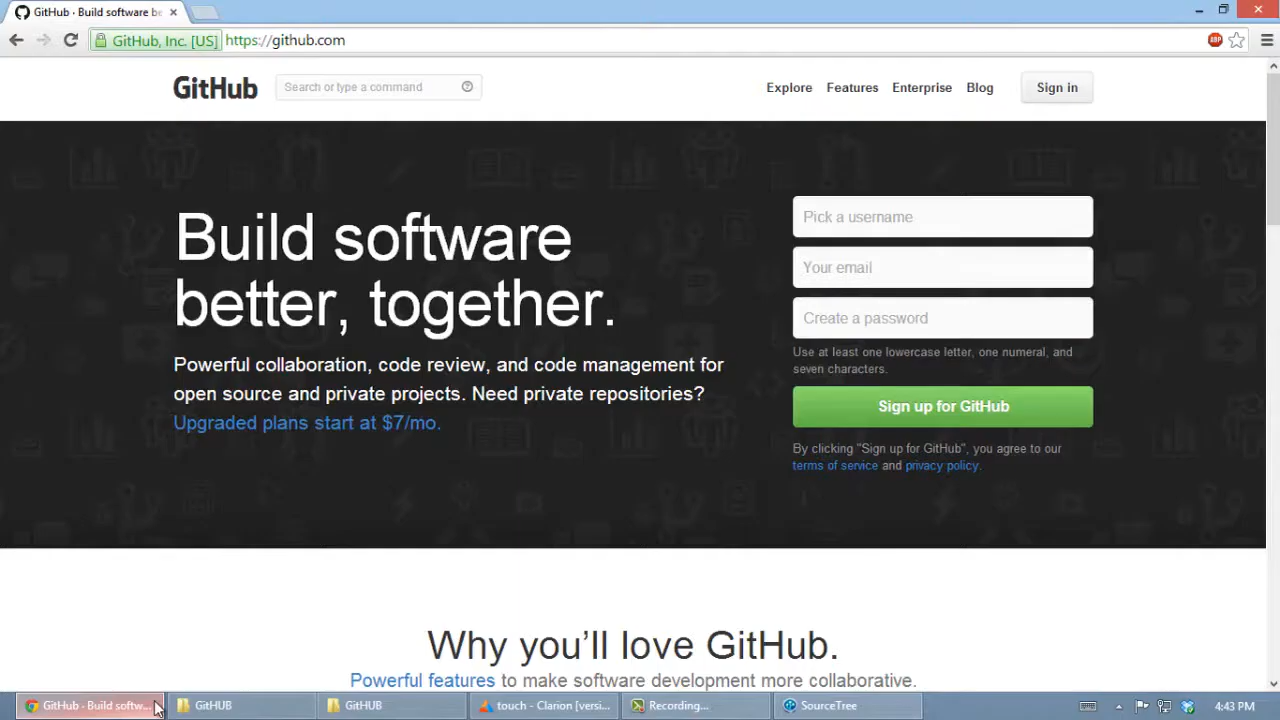 GitHub · Build software be
GitHub, Inc. [US] https://github.com
ABP
GitHub Search or type a command Explore Features Enterprise Blog Sign in
Build software
better, together.
Powerful collaboration, code review, and code management for
open source and private projects. Need private repositories?
Upgraded plans start at $7/mo.
Pick a username
Your email
Create a password
Use at least one lowercase letter, one numeral, and
seven characters.
Sign up for GitHub
By clicking "Sign up for GitHub", you agree to our
terms of service and privacy policy.
Why you'll love GitHub.
Powerful features to make software development more collaborative.
GitHub - Build softw... GitHUB GitHUB touch - Clarion [versi... Recording... SourceTree 4:43 PM